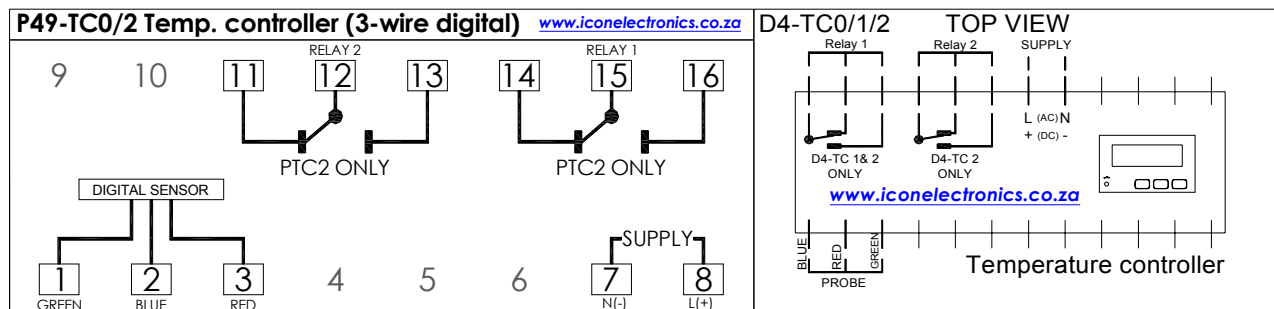 P49-TC0/2 Temp. controller (3-wire digital) www.iconelectronics.co.za
RELAY 2 RELAY 1
9 10 11 12 13 14 15 16
PTC2 ONLY PTC2 ONLY
DIGITAL SENSOR
SUPPLY
1 2 3 4 5 6 7 8
GREEN BLUE RED N(-) L(+)
D4-TC0/1/2 TOP VIEW
Relay 1 Relay 2 SUPPLY
L (AC) N
+ (DC) -
D4-TC 1& 2 D4-TC 2
ONLY ONLY
www.iconelectronics.co.za
BLUE RED GREEN
Temperature controller
PROBE